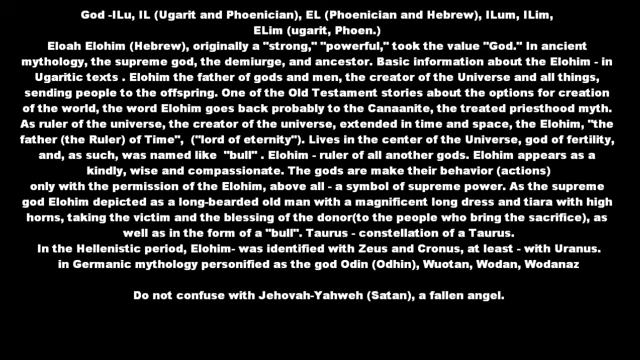 God -ILu, IL (Ugarit and Phoenician), EL (Phoenician and Hebrew), ILum, ILim,
ELim (ugarit, Phoen.)
Eloah Elohim (Hebrew), originally a "strong," "powerful," took the value "God." In ancient
mythology, the supreme god, the demiurge, and ancestor. Basic information about the Elohim - in
Ugaritic texts . Elohim the father of gods and men, the creator of the Universe and all things,
sending people to the offspring. One of the Old Testament stories about the options for creation
of the world, the word Elohim goes back probably to the Canaanite, the treated priesthood myth.
As ruler of the universe, the creator of the universe, extended in time and space, the Elohim, "the
father (the Ruler) of Time", ("lord of eternity"). Lives in the center of the Universe, god of fertility,
and, as such, was named like "bull" . Elohim - ruler of all another gods. Elohim appears as a
kindly, wise and compassionate. The gods are make their behavior (actions)
only with the permission of the Elohim, above all - a symbol of supreme power. As the supreme
god Elohim depicted as a long-bearded old man with a magnificent long dress and tiara with high
horns, taking the victim and the blessing of the donor(to the people who bring the sacrifice), as
well as in the form of a "bull". Taurus - constellation of a Taurus.
In the Hellenistic period, Elohim- was identified with Zeus and Cronus, at least - with Uranus.
in Germanic mythology personified as the god Odin (Odhin), Wuotan, Wodan, Wodanaz
Do not confuse with Jehovah-Yahweh (Satan), a fallen angel.